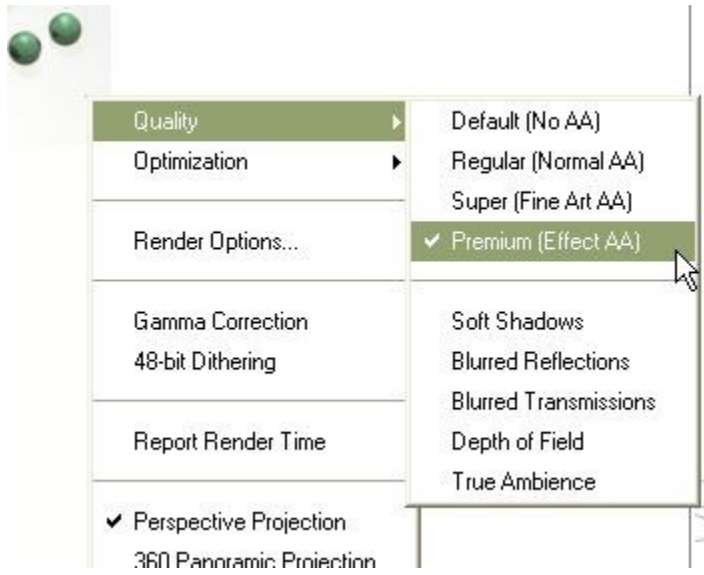 Quality
Optimization
Render Options...
Gamma Correction
48-bit Dithering
Report Render Time
Perspective Projection
360 Panoramic Projection
Default (No AA)
Regular (Normal AA)
Super (Fine Art AA)
Premium (Effect AA)
Soft Shadows
Blurred Reflections
Blurred Transmissions
Depth of Field
True Ambience